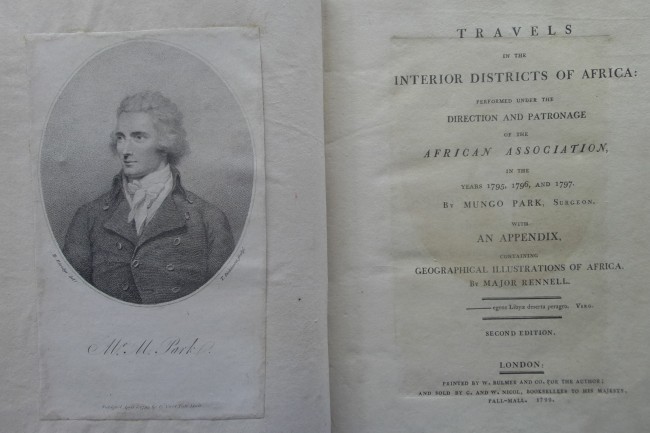 Mr. M. Park
TRAVELS
IN THE
INTERIOR DISTRICTS OF AFRICA:
PERFORMED UNDER THE
DIRECTION AND PATRONAGE
OF THE
AFRICAN ASSOCIATION,
IN THE
YEARS 1795, 1796, AND 1797.
BY MUNGO PARK, SURGEON.
WITH
AN APPENDIX,
CONTAINING
GEOGRAPHICAL ILLUSTRATIONS OF AFRICA.
BY MAJOR RENNELL.
egens Libyæ deserta peragro. VIRG.
SECOND EDITION.
LONDON:
PRINTED BY W. BULMER AND CO. FOR THE AUTHOR;
AND SOLD BY G. AND W. NICOL, BOOKSELLERS TO HIS MAJESTY,
PALL-MALL. 1799.